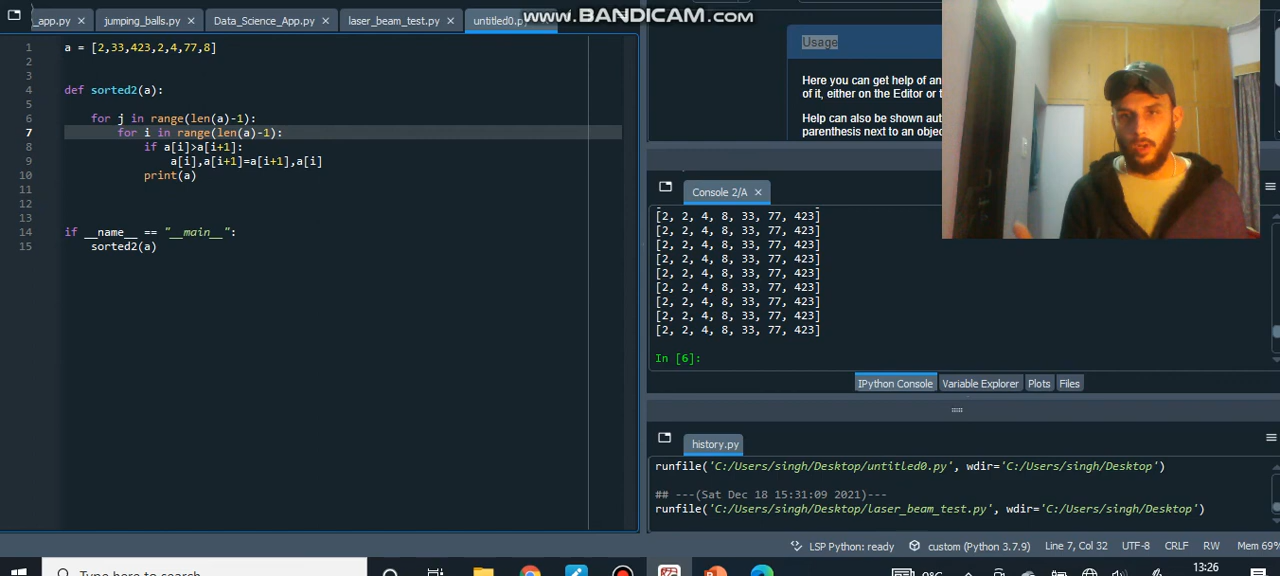 _app.py
jumping_balls.py
Data_Science_App.py
laser_beam_test.py
untitled0.py
www.BANDICAM.com
1 a = [2,33,423,2,4,77,8]
2
3
4 def sorted2(a):
5
6 for j in range(len(a)-1):
7 for i in range(len(a)-1):
8 if a[i]>a[i+1]:
9 a[i],a[i+1]=a[i+1],a[i]
10 print(a)
11
12
13
14 if __name__ == "__main__":
15 sorted2(a)
Usage
Here you can get help of an
of it, either on the Editor or t
Help can also be shown aut
parenthesis next to an objec
Console 2/A
[2, 2, 4, 8, 33, 77, 423]
[2, 2, 4, 8, 33, 77, 423]
[2, 2, 4, 8, 33, 77, 423]
[2, 2, 4, 8, 33, 77, 423]
[2, 2, 4, 8, 33, 77, 423]
[2, 2, 4, 8, 33, 77, 423]
[2, 2, 4, 8, 33, 77, 423]
[2, 2, 4, 8, 33, 77, 423]
[2, 2, 4, 8, 33, 77, 423]
In [6]:
IPython Console
Variable Explorer
Plots
Files
history.py
runfile('C:/Users/singh/Desktop/untitled0.py', wdir='C:/Users/singh/Desktop')
## ---(Sat Dec 18 15:31:09 2021)---
runfile('C:/Users/singh/Desktop/laser_beam_test.py', wdir='C:/Users/singh/Desktop')
LSP Python: ready
custom (Python 3.7.9)
Line 7, Col 32
UTF-8
CRLF
RW
Mem 69%
Type here to search
0°C
13:26